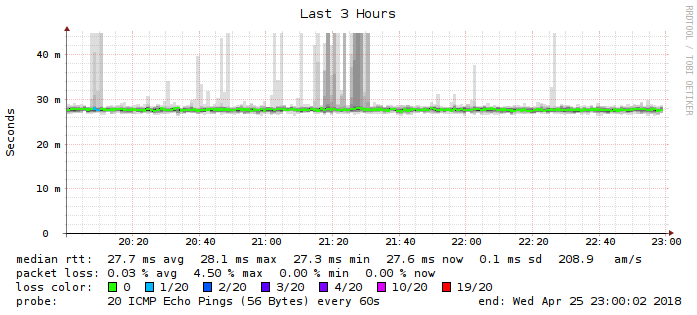 Last 3 Hours
RRDTOOL / TOBI OETIKER
Seconds
40 m
30 m
20 m
10 m
0
20:20 20:40 21:00 21:20 21:40 22:00 22:20 22:40 23:00
median rtt: 27.7 ms avg 28.1 ms max 27.3 ms min 27.6 ms now 0.1 ms sd 208.9 am/s
packet loss: 0.03 % avg 4.50 % max 0.00 % min 0.00 % now
loss color: 0 1/20 2/20 3/20 4/20 10/20 19/20
probe: 20 ICMP Echo Pings (56 Bytes) every 60s end: Wed Apr 25 23:00:02 2018